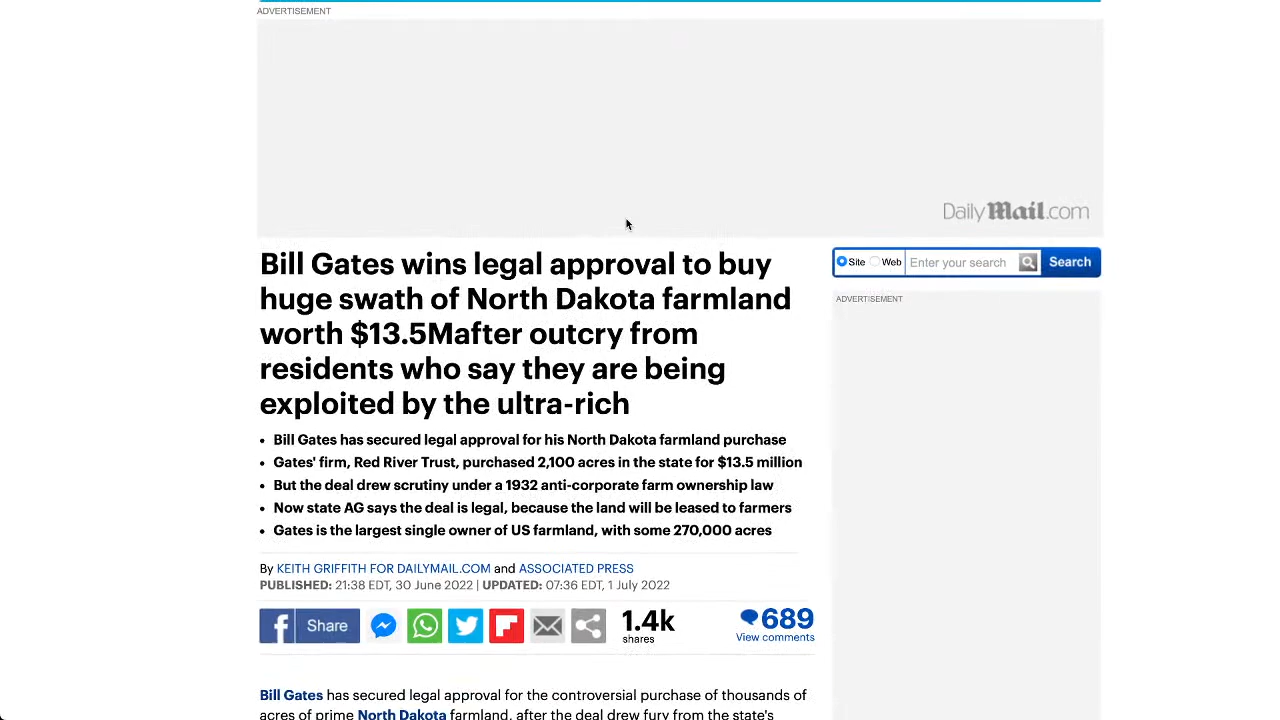 ADVERTISEMENT
Daily Mail.com
Bill Gates wins legal approval to buy
huge swath of North Dakota farmland
worth $13.5Mafter outcry from
residents who say they are being
exploited by the ultra-rich
Site Web Enter your search Search
ADVERTISEMENT
• Bill Gates has secured legal approval for his North Dakota farmland purchase
• Gates' firm, Red River Trust, purchased 2,100 acres in the state for $13.5 million
• But the deal drew scrutiny under a 1932 anti-corporate farm ownership law
• Now state AG says the deal is legal, because the land will be leased to farmers
• Gates is the largest single owner of US farmland, with some 270,000 acres
By KEITH GRIFFITH FOR DAILYMAIL.COM and ASSOCIATED PRESS
PUBLISHED: 21:38 EDT, 30 June 2022 | UPDATED: 07:36 EDT, 1 July 2022
f Share
1.4k
shares
689
View comments
Bill Gates has secured legal approval for the controversial purchase of thousands of
acres of prime North Dakota farmland, after the deal drew fury from the state's